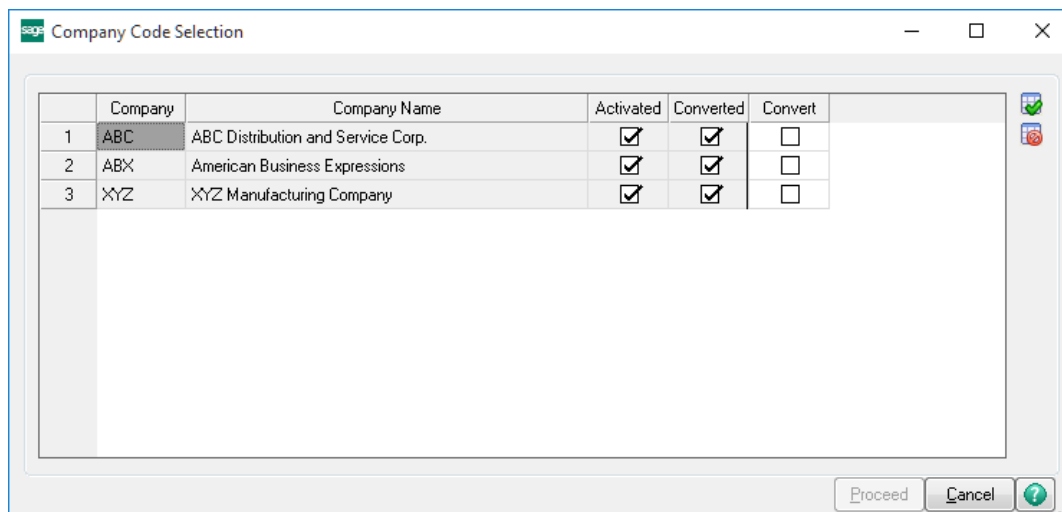 sage Company Code Selection
Company Company Name Activated Converted Convert
1 ABC ABC Distribution and Service Corp.
2 ABX American Business Expressions
3 XYZ XYZ Manufacturing Company
Proceed Cancel ?